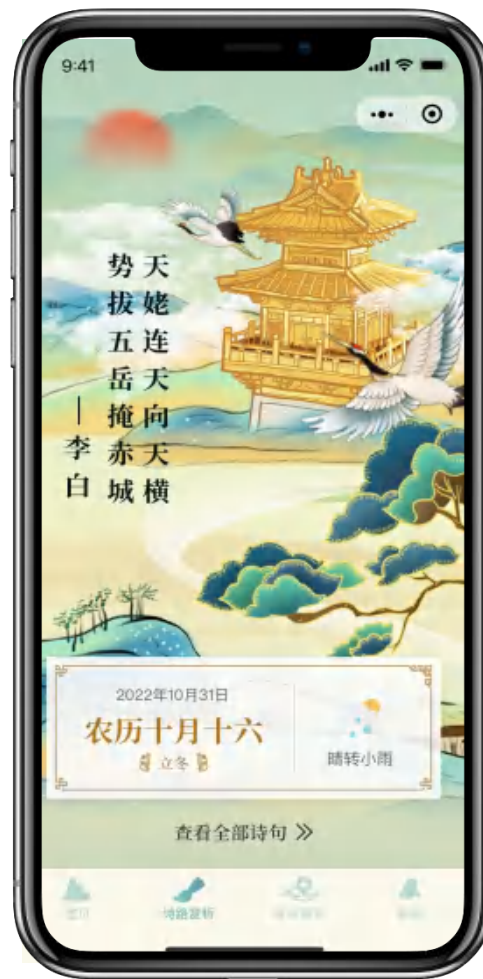 9:41
天姥连天向天横
势拔五岳掩赤城
—李白
2022年10月31日
农历十月十六
立冬
晴转小雨
查看全部诗句
诗路赏析